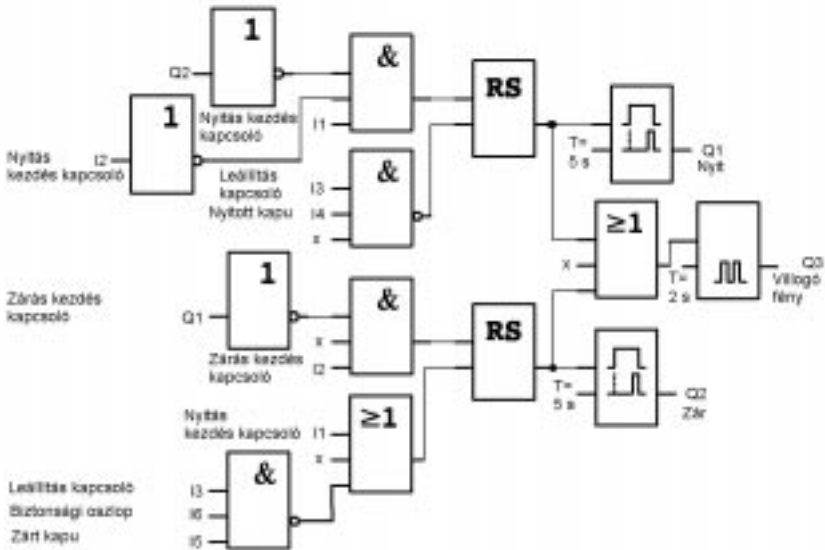 1
Q2
&
Nyitás kezdés
kapcsoló
I1
RS
T=
5 s
Q1
Nyit
1
Nyitás
kezdés kapcsoló
I2
Leállítás
kapcsoló
Nyitott kapu
&
I3
I4
x
≥1
x
T=
2 s
Q3
Villogó
fény
Zárás kezdés
kapcsoló
1
Q1
Zárás kezdés
kapcsoló
&
x
I2
RS
T=
5 s
Q2
Zár
Nyitás
kezdés kapcsoló
≥1
I1
x
Leállítás kapcsoló
Biztonsági oszlop
Zárt kapu
&
I3
I6
I5